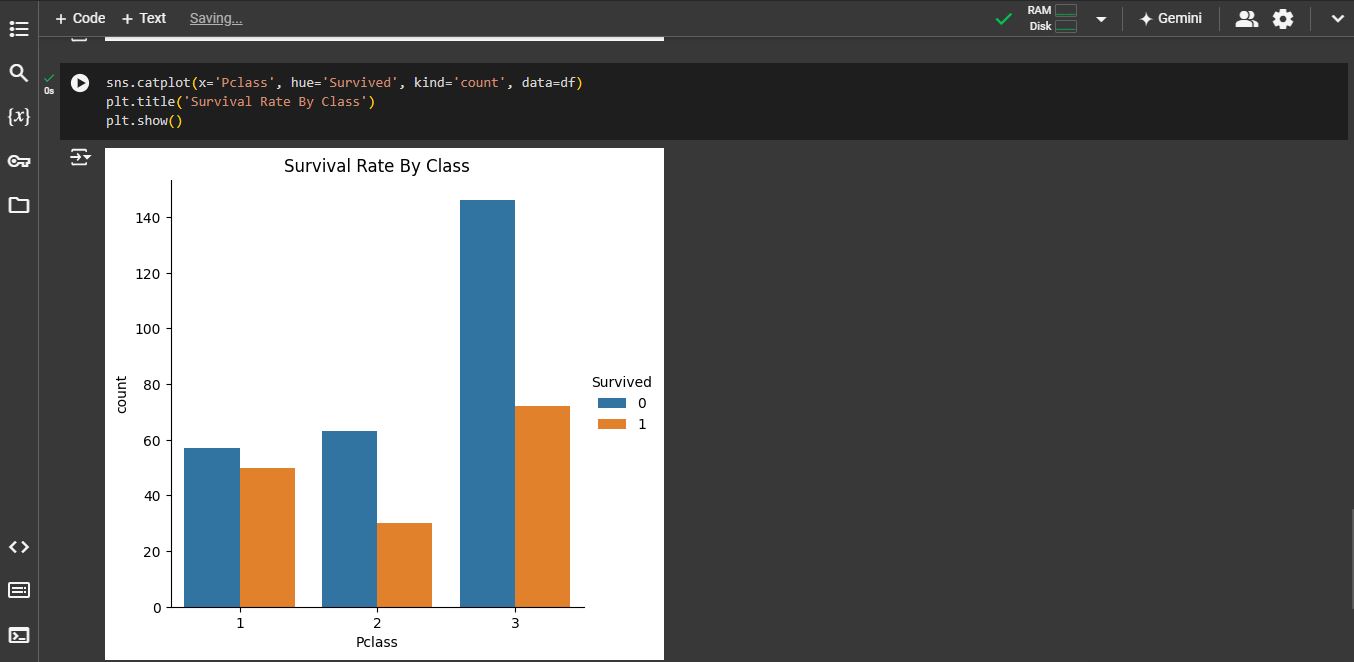 + Code + Text Saving...
RAM
Disk
Gemini
{x}
0s
sns.catplot(x='Pclass', hue='Survived', kind='count', data=df)
plt.title('Survival Rate By Class')
plt.show()
Survival Rate By Class
140
120
100
80
60
40
20
0
count
1 2 3
Pclass
Survived
0
1